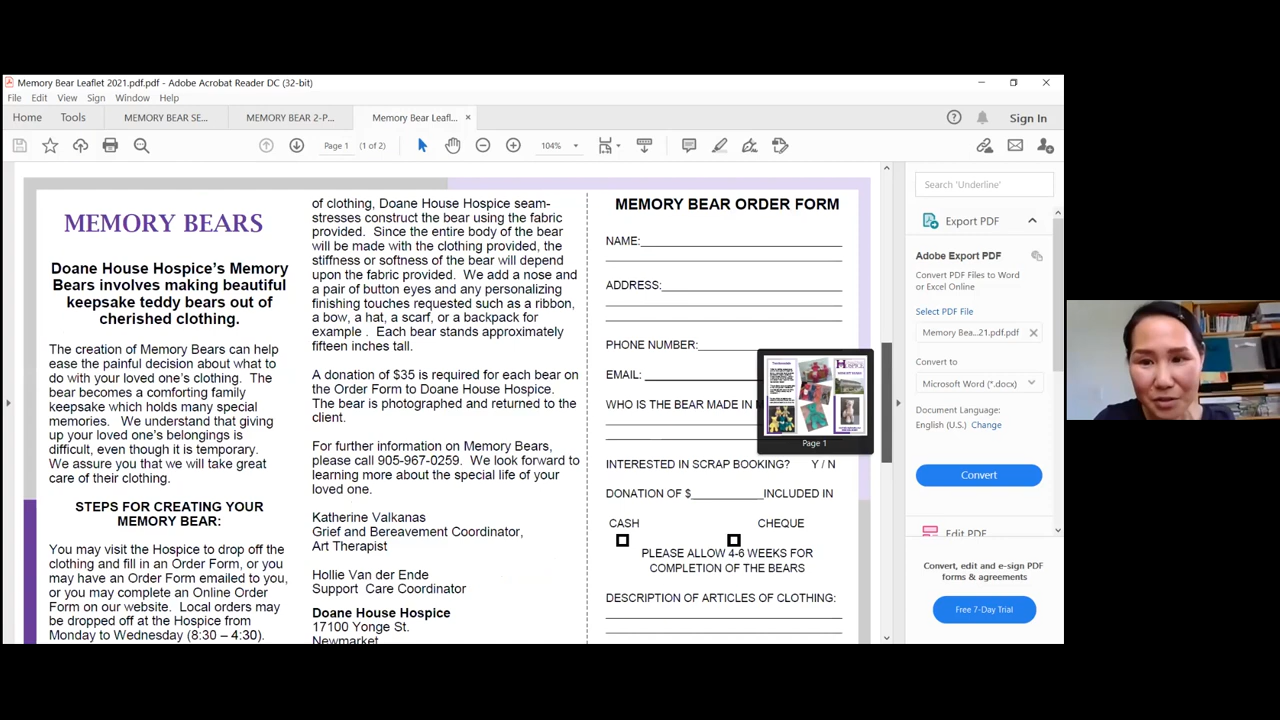 Memory Bear Leaflet 2021.pdf.pdf - Adobe Acrobat Reader DC (32-bit)
File Edit View Sign Window Help
Home Tools MEMORY BEAR SE... MEMORY BEAR 2-P... Memory Bear Leafl... × Sign In
Page 1 (1 of 2) 104%
MEMORY BEARS
Doane House Hospice's Memory
Bears involves making beautiful
keepsake teddy bears out of
cherished clothing.
The creation of Memory Bears can help
ease the painful decision about what to
do with your loved one's clothing. The
bear becomes a comforting family
keepsake which holds many special
memories. We understand that giving
up your loved one's belongings is
difficult, even though it is temporary.
We assure you that we will take great
care of their clothing.
STEPS FOR CREATING YOUR
MEMORY BEAR:
You may visit the Hospice to drop off the
clothing and fill in an Order Form, or you
may have an Order Form emailed to you,
or you may complete an Online Order
Form on our website. Local orders may
be dropped off at the Hospice from
Monday to Wednesday (8:30 – 4:30).
of clothing, Doane House Hospice seam-
stresses construct the bear using the fabric
provided. Since the entire body of the bear
will be made with the clothing provided, the
stiffness or softness of the bear will depend
upon the fabric provided. We add a nose and
a pair of button eyes and any personalizing
finishing touches requested such as a ribbon,
a bow, a hat, a scarf, or a backpack for
example . Each bear stands approximately
fifteen inches tall.
A donation of $35 is required for each bear on
the Order Form to Doane House Hospice.
The bear is photographed and returned to the
client.
For further information on Memory Bears,
please call 905-967-0259. We look forward to
learning more about the special life of your
loved one.
Katherine Valkanas
Grief and Bereavement Coordinator,
Art Therapist
Hollie Van der Ende
Support Care Coordinator
Doane House Hospice
17100 Yonge St.
Newmarket
MEMORY BEAR ORDER FORM
NAME:
ADDRESS:
PHONE NUMBER:
EMAIL:
WHO IS THE BEAR MADE IN
INTERESTED IN SCRAP BOOKING? Y / N
DONATION OF $____________INCLUDED IN
CASH CHEQUE
PLEASE ALLOW 4-6 WEEKS FOR
COMPLETION OF THE BEARS
DESCRIPTION OF ARTICLES OF CLOTHING:
HOSPICE
Page 1
Search 'Underline'
Export PDF
Adobe Export PDF
Convert PDF Files to Word
or Excel Online
Select PDF File
Memory Bea...21.pdf.pdf
Convert to
Microsoft Word (*.docx)
Document Language:
English (U.S.) Change
Convert
Edit PDF
Convert, edit and e-sign PDF
forms & agreements
Free 7-Day Trial